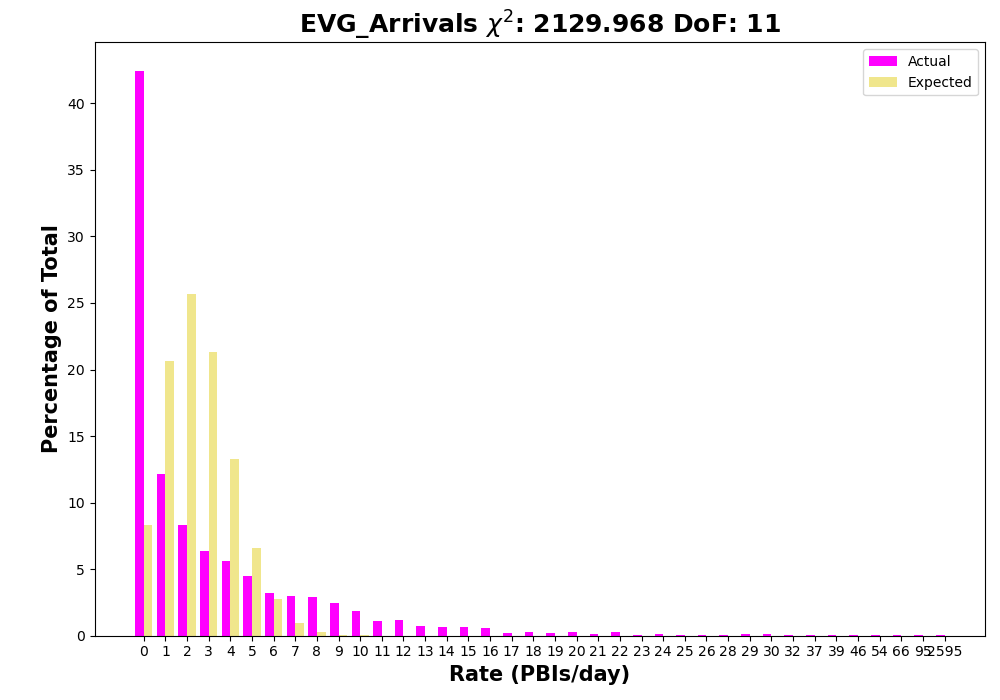 EVG_Arrivals χ²: 2129.968 DoF: 11
Actual
Expected
Percentage of Total
40
35
30
25
20
15
10
5
0
0 1 2 3 4 5 6 7 8 9 10 11 12 13 14 15 16 17 18 19 20 21 22 23 24 25 26 28 29 30 32 37 39 46 54 66 95 2595
Rate (PBIs/day)